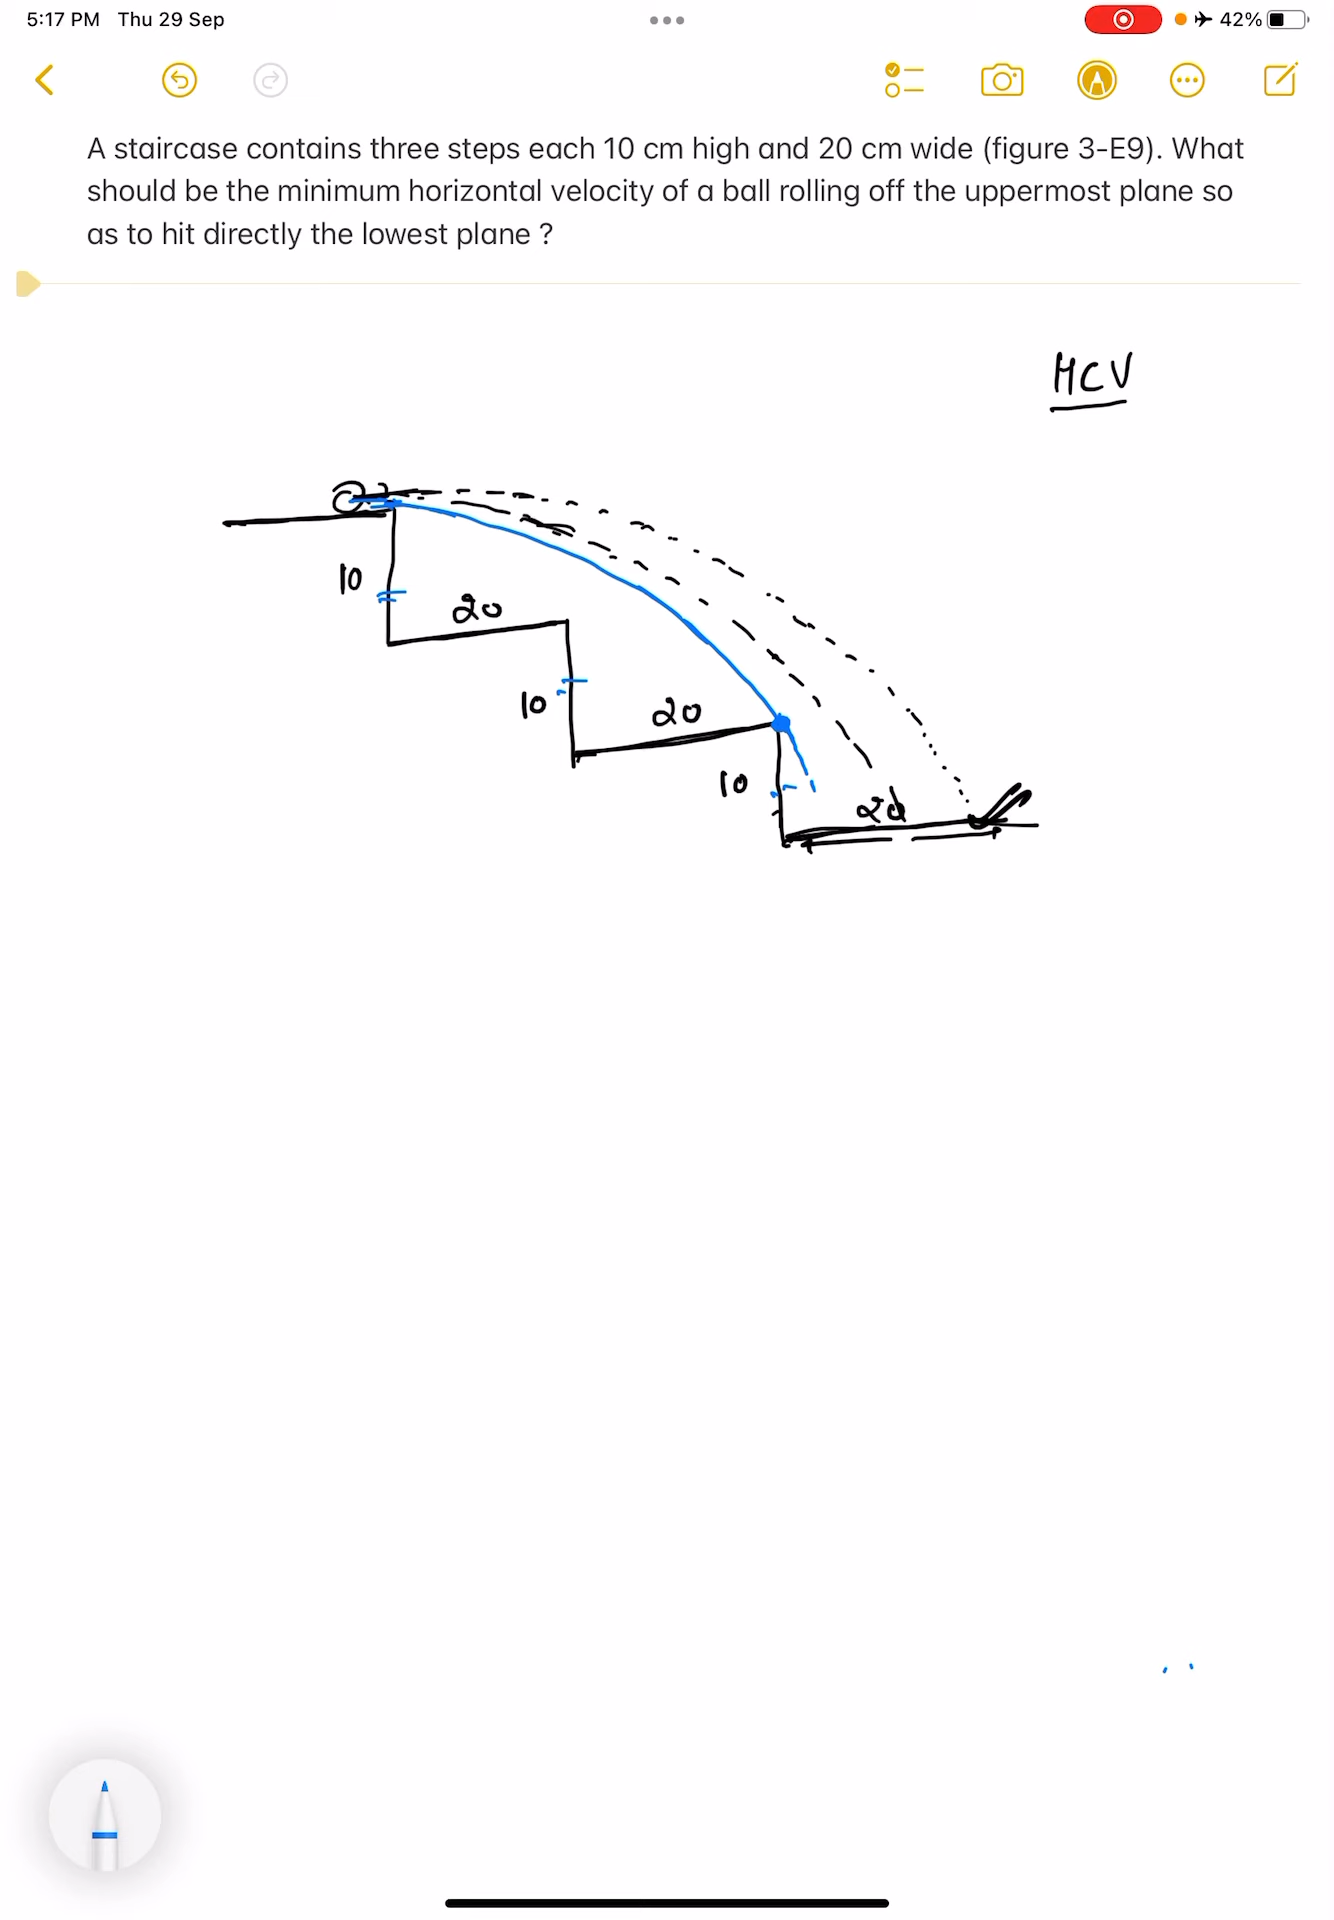 5:17 PM Thu 29 Sep
42%
A staircase contains three steps each 10 cm high and 20 cm wide (figure 3-E9). What
should be the minimum horizontal velocity of a ball rolling off the uppermost plane so
as to hit directly the lowest plane ?
HCV
10
20
10
20
10
20